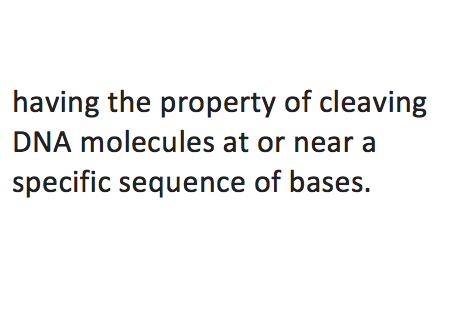 having the property of cleaving
DNA molecules at or near a
specific sequence of bases.